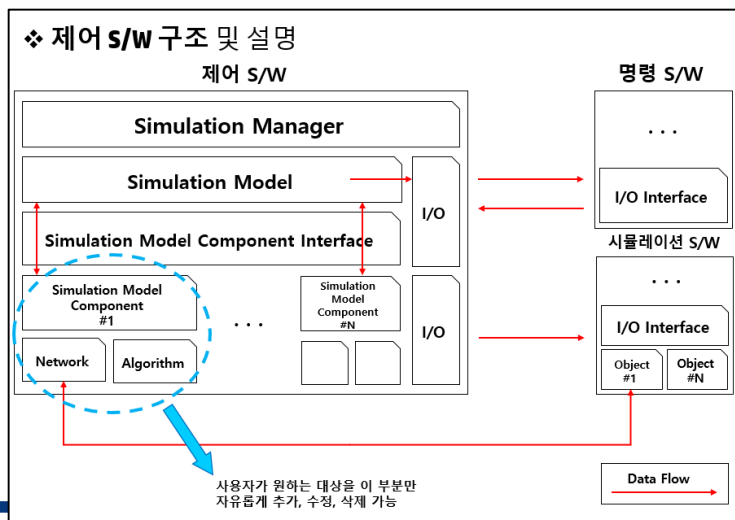 ❖ 제어 S/W 구조 및 설명
제어 S/W
명령 S/W
Simulation Manager
Simulation Model
I/O
Simulation Model Component Interface
Simulation Model
Component
#1
. . .
Simulation
Model
Component
#N
I/O
Network
Algorithm
. . .
I/O Interface
시뮬레이션 S/W
. . .
I/O Interface
Object
#1
Object
#N
사용자가 원하는 대상을 이 부분만
자유롭게 추가, 수정, 삭제 가능
Data Flow